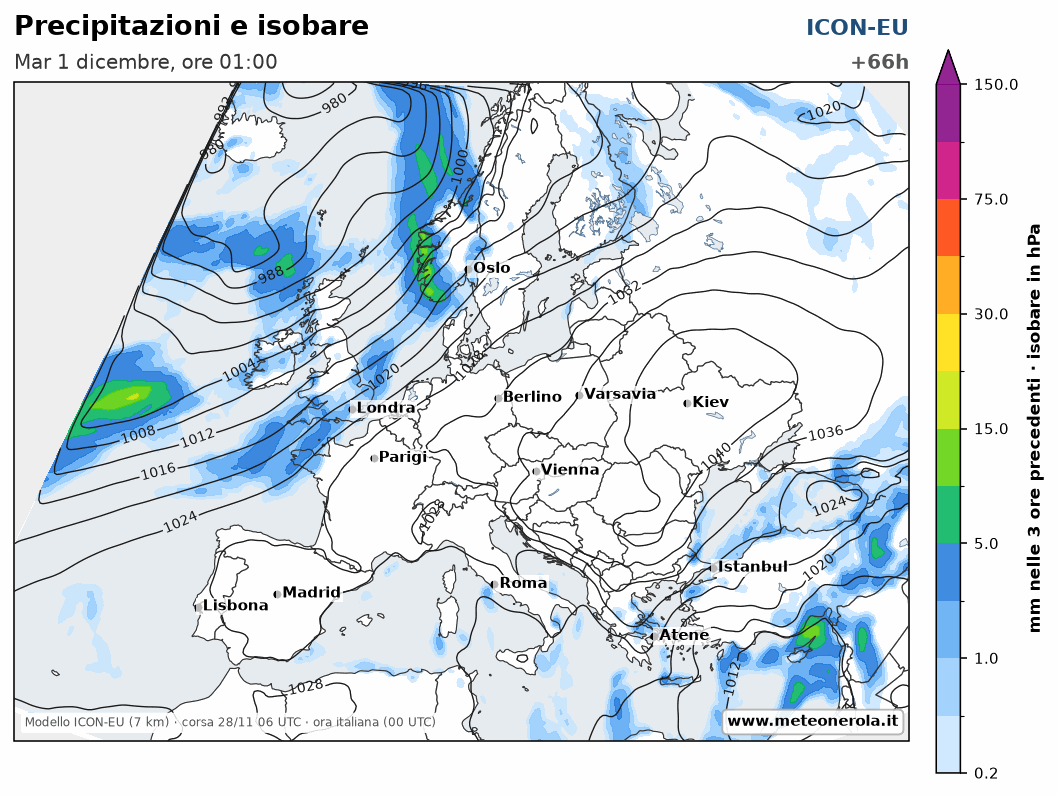 Precipitazioni e isobare
ICON-EU
Mar 1 dicembre, ore 01:00
+66h
980
1020
980
1000
988
Oslo
1032
1004
1020
Berlino
Varsavia
Kiev
Londra
1008
1012
1036
1016
Parigi
Vienna
1040
1024
1024
1028
1020
Istanbul
Roma
Madrid
Lisbona
Atene
1012
1028
Modello ICON-EU (7 km) · corsa 28/11 06 UTC · ora italiana (00 UTC)
www.meteonerola.it
150.0
75.0
30.0
15.0
5.0
1.0
0.2
mm nelle 3 ore precedenti · isobare in hPa